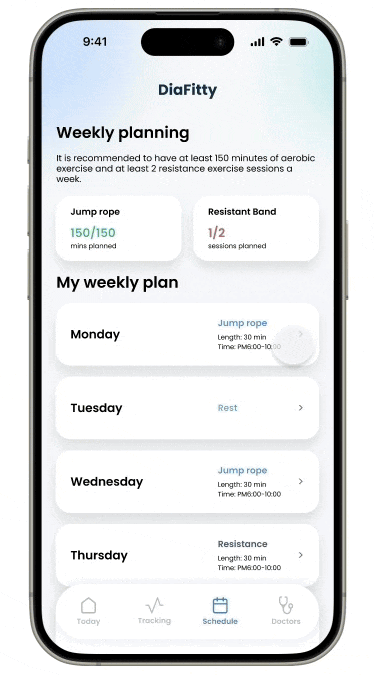 9:41
DiaFitty
Weekly planning
It is recommended to have at least 150 minutes of aerobic
exercise and at least 2 resistance exercise sessions a
week.
Jump rope
150/150
mins planned
Resistant Band
1/2
sessions planned
My weekly plan
Monday
Jump rope
Length: 30 min
Time: PM6:00-10:00
Tuesday
Rest
Wednesday
Jump rope
Length: 30 min
Time: PM6:00-10:00
Thursday
Resistance
Length: 30 min
Time: PM6:00-10:00
Today
Tracking
Schedule
Doctors